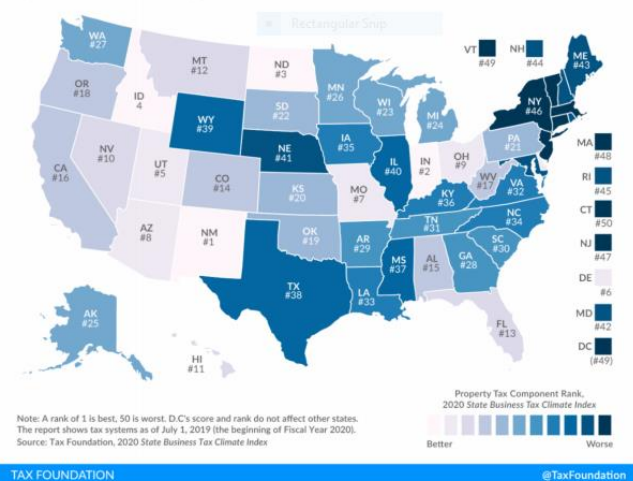 Rectangular Snip
WA
#27
MT
#12
ND
#3
OR
#18
ID
4
WY
#39
SD
#22
MN
#26
WI
#23
MI
#24
VT
#49
NH
#44
ME
#43
NY
#46
NV
#10
UT
#5
CO
#14
NE
#41
IA
#35
IL
#40
IN
#2
OH
#9
PA
#21
MA
#48
RI
#45
CA
#16
KS
#20
MO
#7
KY
#36
WV
#17
VA
#32
CT
#50
NJ
#47
AZ
#8
NM
#1
OK
#19
AR
#29
TN
#31
NC
#34
SC
#30
DE
#6
TX
#38
LA
#33
MS
#37
AL
#15
GA
#28
MD
#42
DC
(#49)
AK
#25
HI
#11
FL
#13
Property Tax Component Rank,
2020 State Business Tax Climate Index
Better
Worse
Note: A rank of 1 is best, 50 is worst. D.C's score and rank do not affect other states.
The report shows tax systems as of July 1, 2019 (the beginning of Fiscal Year 2020).
Source: Tax Foundation, 2020 State Business Tax Climate Index
TAX FOUNDATION
@TaxFoundation